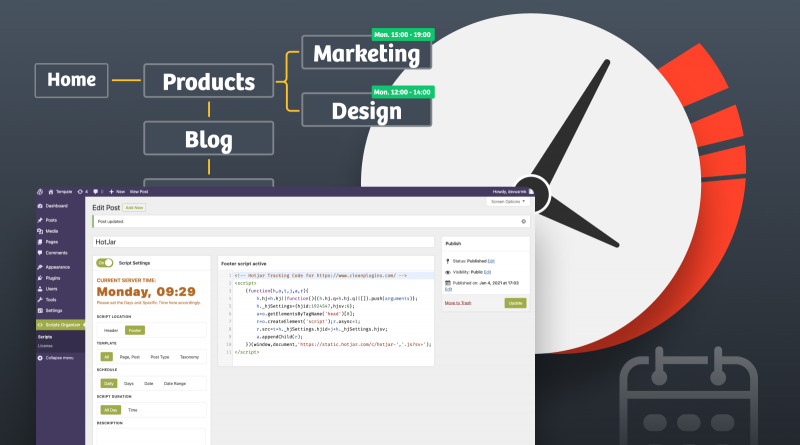 Mon. 15:00 - 19:00
Marketing
Home
Products
Mon. 12:00 - 14:00
Design
Blog
Tempale 4 0 New View Post
Howdy, devwarmb
Dashboard
Posts
Media
Pages
Comments
Appearance
Plugins
Users
Tools
Settings
Scripts Organizer
Scripts
License
Collapse menu
Screen Options
Edit Post Add New
Post updated.
HotJar
On Script Settings
CURRENT SERVER TIME:
Monday, 09:29
Please set the Days and Specific Time hours accordingly.
SCRIPT LOCATION
Header Footer
TEMPLATE
All Page, Post Post Type Taxonomy
SCHEDULE
Daily Days Date Date Range
SCRIPT DURATION
All Day Time
DESCRIPTION
Footer script active
1 <!-- Hotjar Tracking Code for https://www.cleanplugins.com/ -->
2 <script>
3 (function(h,o,t,j,a,r){
4 h.hj=h.hj||function(){(h.hj.q=h.hj.q||[]).push(arguments)};
5 h._hjSettings={hjid:1924547,hjsv:6};
6 a=o.getElementsByTagName('head')[0];
7 r=o.createElement('script');r.async=1;
8 r.src=t+h._hjSettings.hjid+j+h._hjSettings.hjsv;
9 a.appendChild(r);
10 })(window,document,'https://static.hotjar.com/c/hotjar-','.js?sv=');
11 </script>
Publish
Status: Published Edit
Visibility: Public Edit
Published on: Jan 4, 2021 at 17:03
Edit
Move to Trash Update